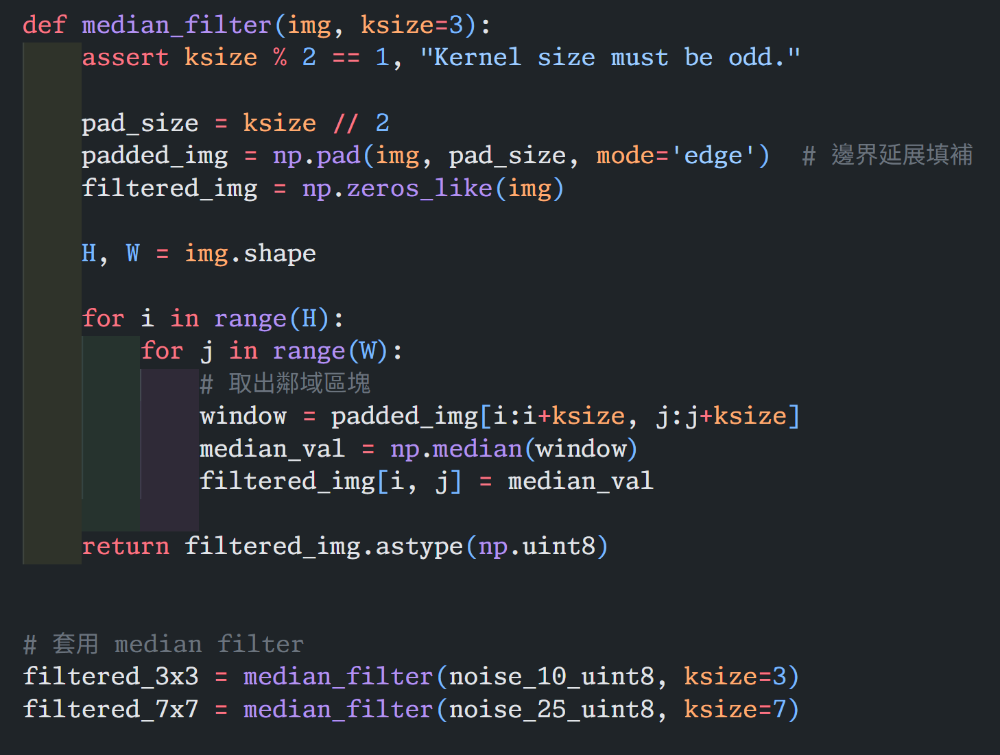 def median_filter(img, ksize=3):
    assert ksize % 2 == 1, "Kernel size must be odd."

    pad_size = ksize // 2
    padded_img = np.pad(img, pad_size, mode='edge')  # 邊界延展填補
    filtered_img = np.zeros_like(img)

    H, W = img.shape

    for i in range(H):
        for j in range(W):
            # 取出鄰域區塊
            window = padded_img[i:i+ksize, j:j+ksize]
            median_val = np.median(window)
            filtered_img[i, j] = median_val

    return filtered_img.astype(np.uint8)


# 套用 median filter
filtered_3x3 = median_filter(noise_10_uint8, ksize=3)
filtered_7x7 = median_filter(noise_25_uint8, ksize=7)